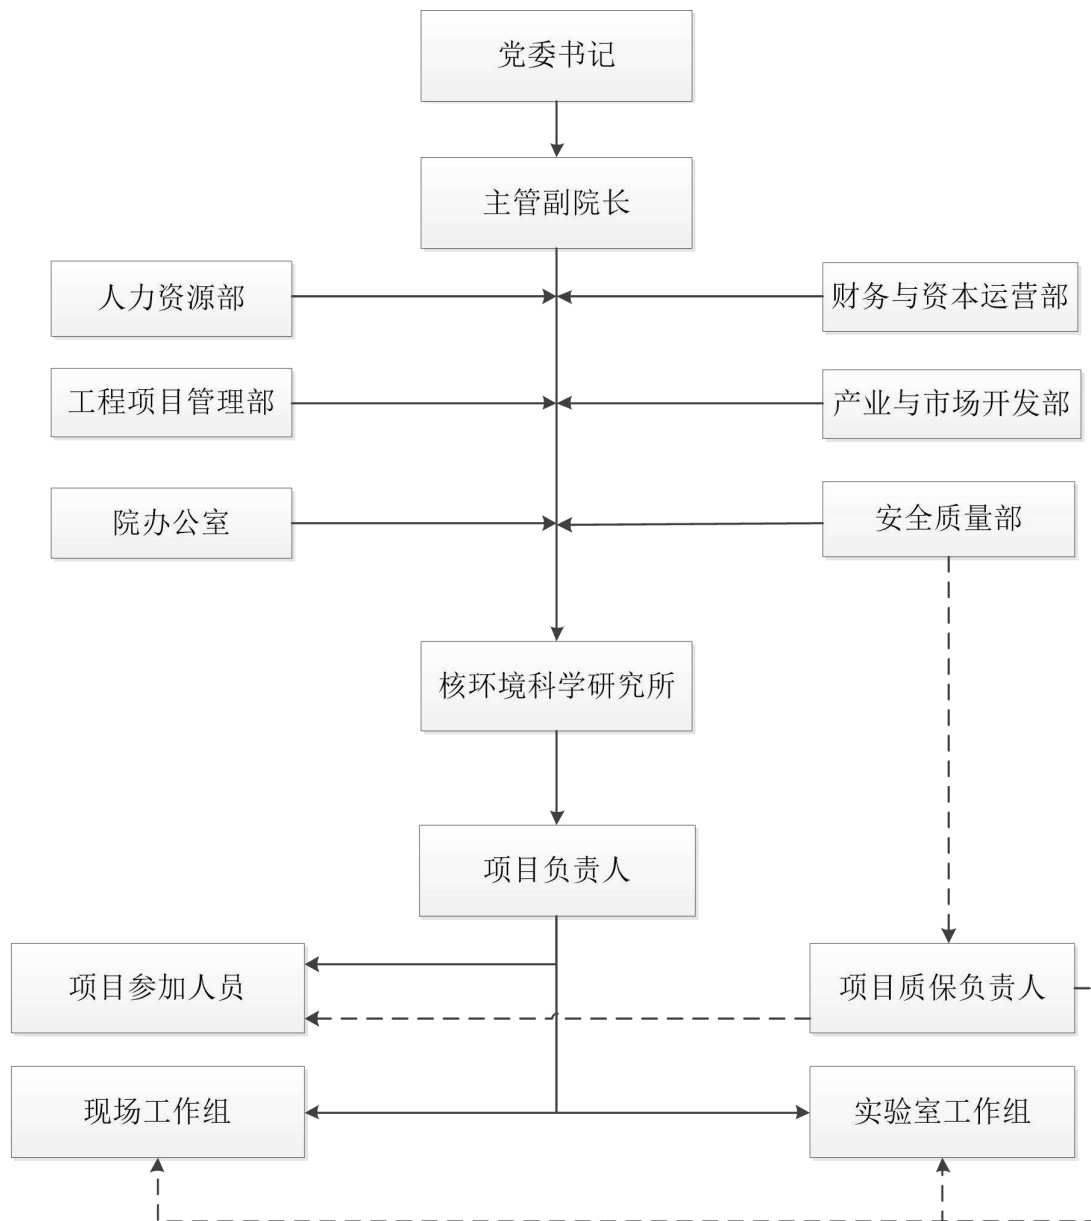 党委书记
主管副院长
人力资源部
财务与资本运营部
工程项目管理部
产业与市场开发部
院办公室
安全质量部
核环境科学研究所
项目负责人
项目参加人员
项目质保负责人
现场工作组
实验室工作组